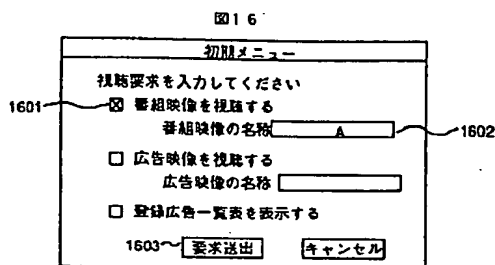 図16
初期メニュー
視聴要求を入力してください
1601 ☒ 番組映像を視聴する
番組映像の名称 A 1602
☐ 広告映像を視聴する
広告映像の名称
☐ 登録広告一覧表を表示する
1603 要求送出 キャンセル